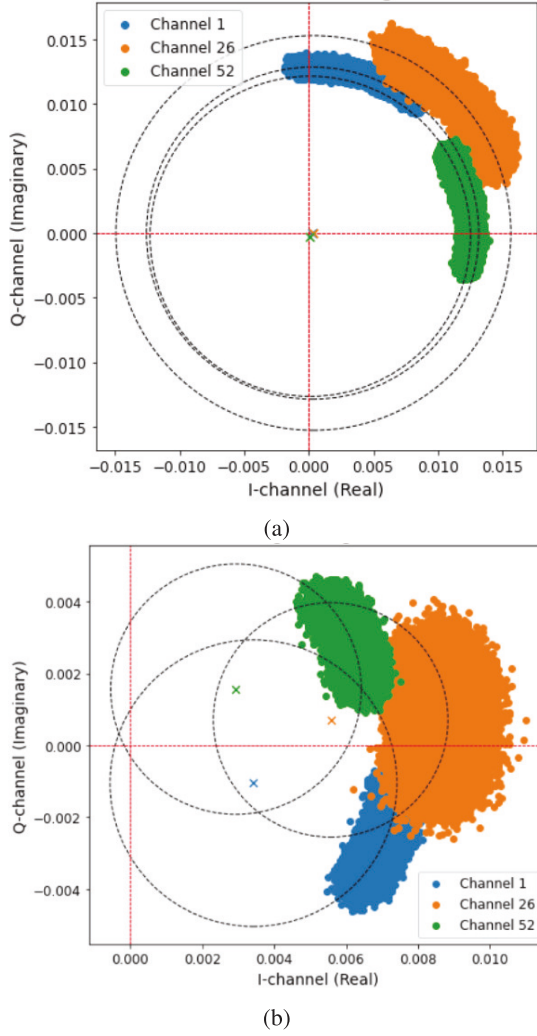 0.015
0.010
0.005
0.000
−0.005
−0.010
−0.015
Q-channel (Imaginary)
Channel 1
Channel 26
Channel 52
−0.015 −0.010 −0.005 0.000 0.005 0.010 0.015
I-channel (Real)
(a)
0.004
0.002
0.000
−0.002
−0.004
Q-channel (Imaginary)
Channel 1
Channel 26
Channel 52
0.000 0.002 0.004 0.006 0.008 0.010
I-channel (Real)
(b)